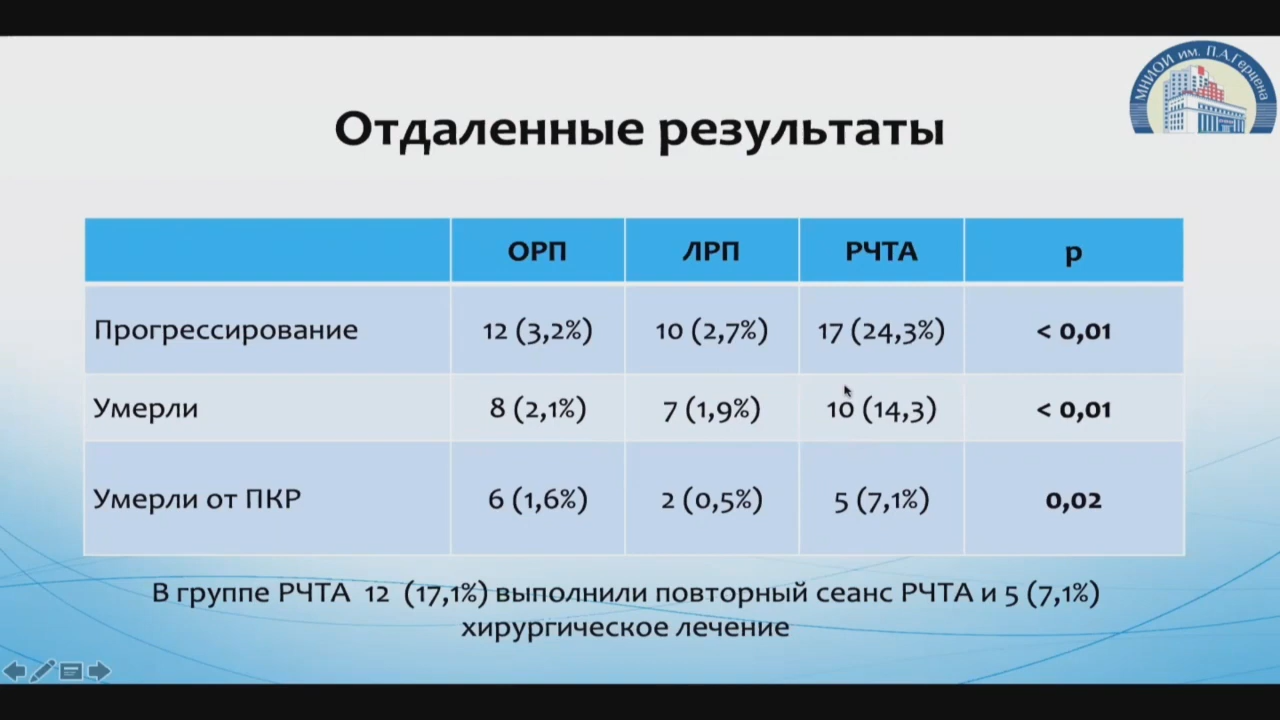 МНИОИ им. П.А.Герцена
Отдаленные результаты
ОРП ЛРП РЧТА р
Прогрессирование 12 (3,2%) 10 (2,7%) 17 (24,3%) < 0,01
Умерли 8 (2,1%) 7 (1,9%) 10 (14,3) < 0,01
Умерли от ПКР 6 (1,6%) 2 (0,5%) 5 (7,1%) 0,02
В группе РЧТА 12 (17,1%) выполнили повторный сеанс РЧТА и 5 (7,1%)
хирургическое лечение